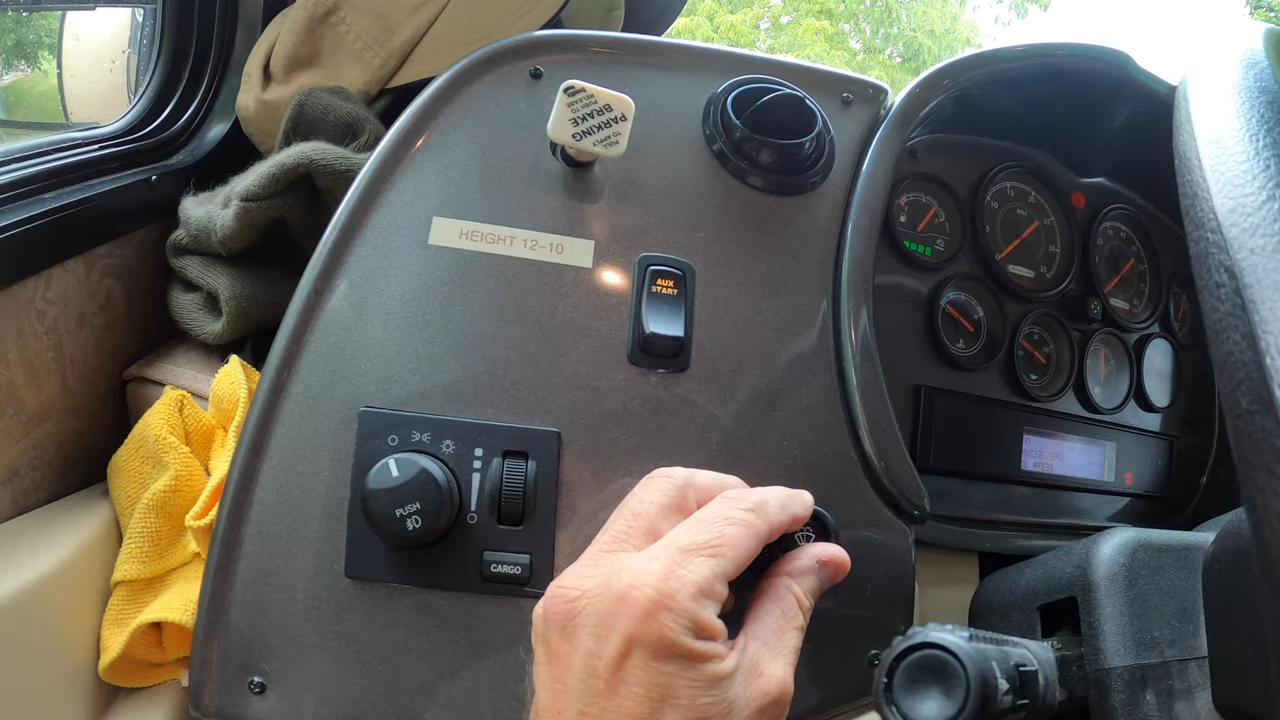 PULL
TO APPLY
PARKING
BRAKE
PUSH TO
RELEASE
HEIGHT 12-10
AUX
START
PUSH
CARGO